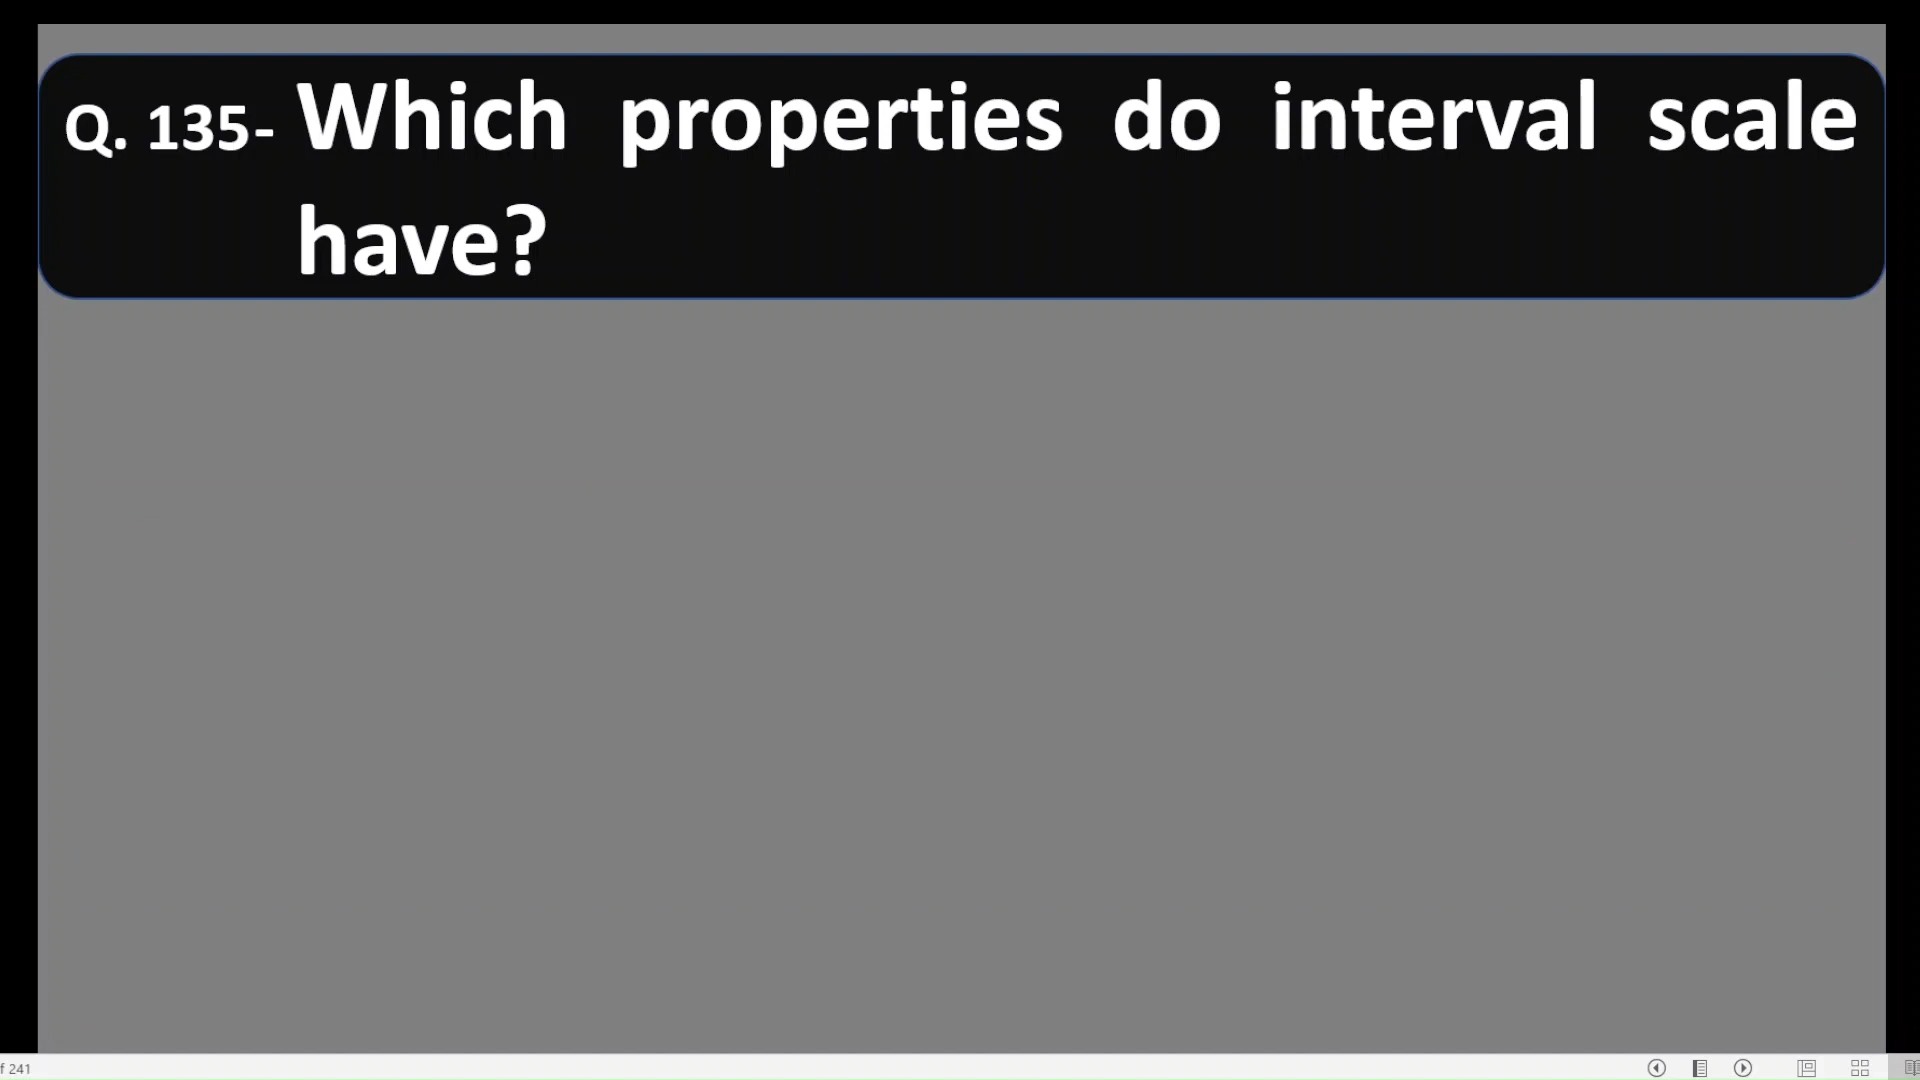 Q. 135- Which properties do interval scale
have?
f 241